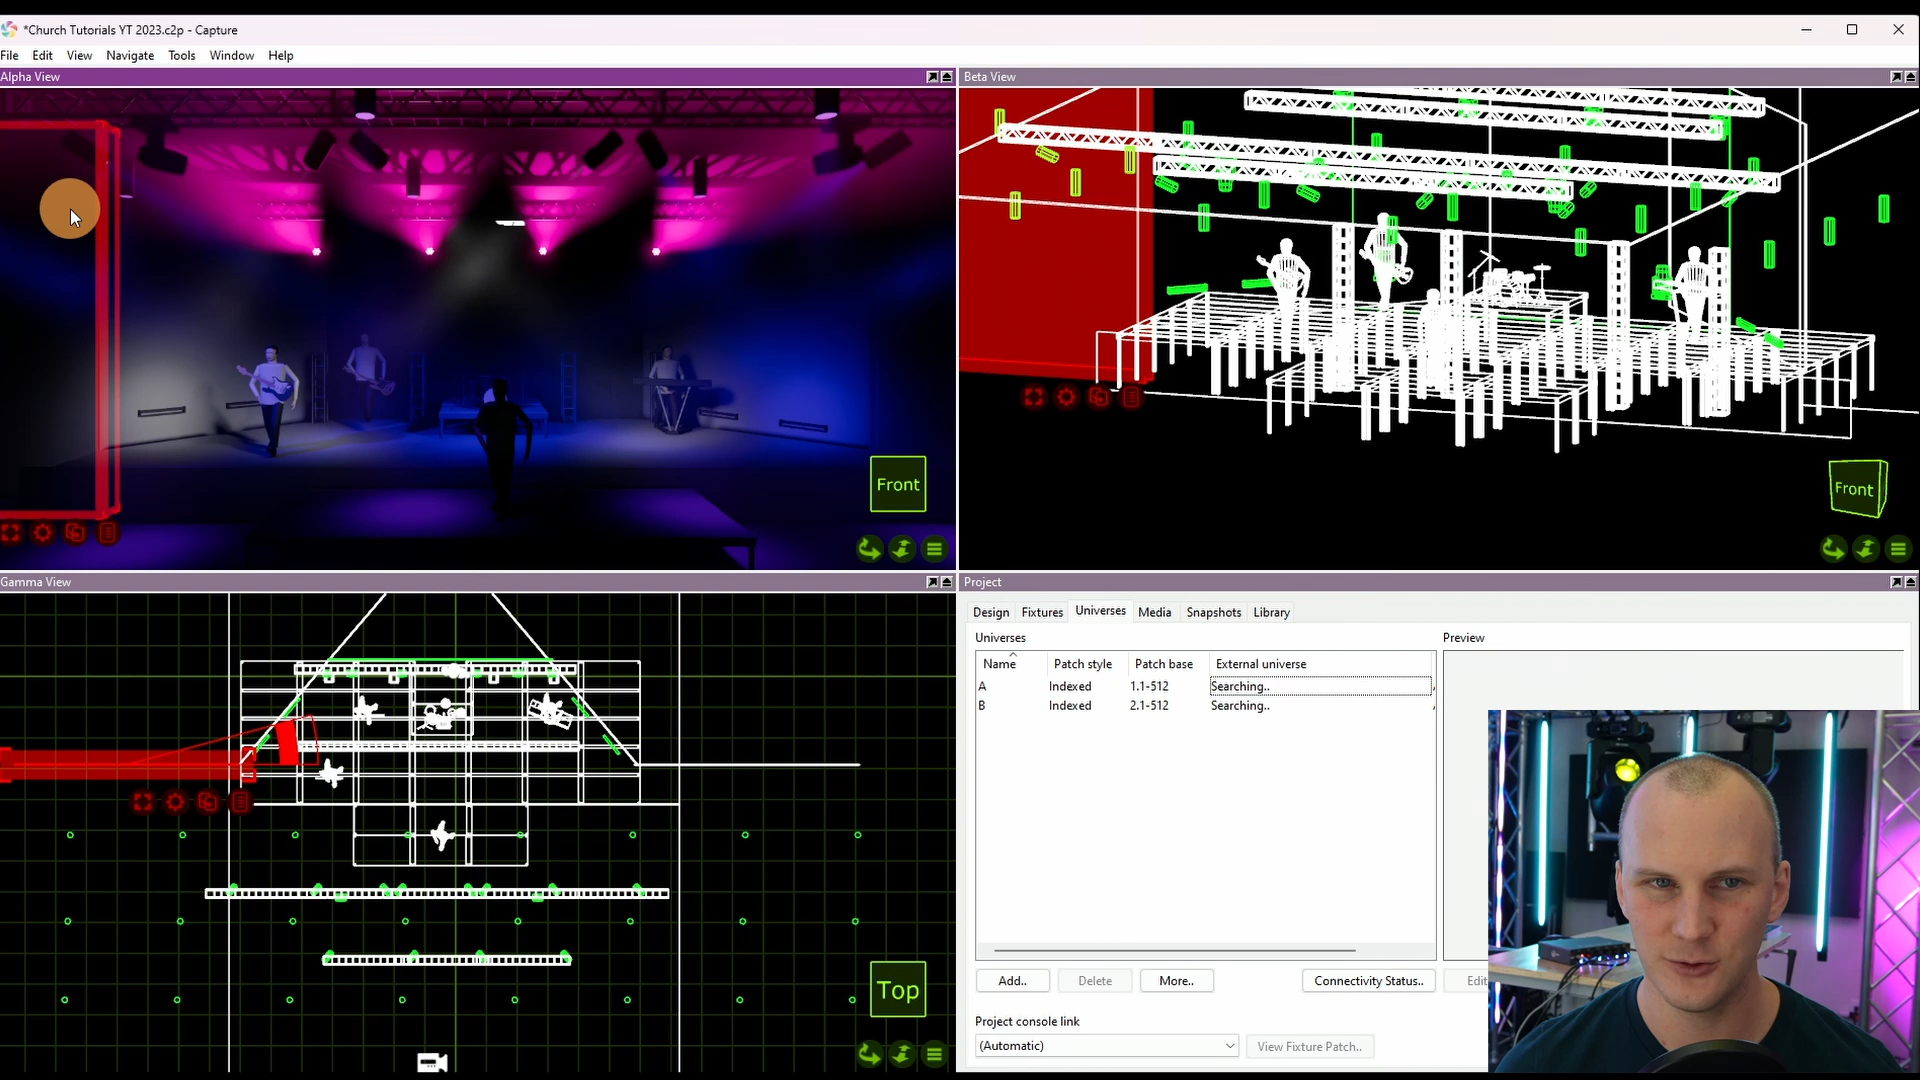 *Church Tutorials YT 2023.c2p - Capture
File Edit View Navigate Tools Window Help
Alpha View
Beta View
Front
Front
Gamma View
Project
Design Fixtures Universes Media Snapshots Library
Universes
Preview
Name Patch style Patch base External universe
A Indexed 1.1-512 Searching..
B Indexed 2.1-512 Searching..
Top
Add.. Delete More.. Connectivity Status.. Edit
Project console link
(Automatic) View Fixture Patch..